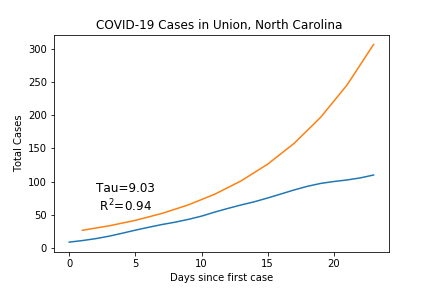 COVID-19 Cases in Union, North Carolina
Total Cases
300
250
200
150
100
50
0
Tau=9.03
R²=0.94
0 5 10 15 20
Days since first case